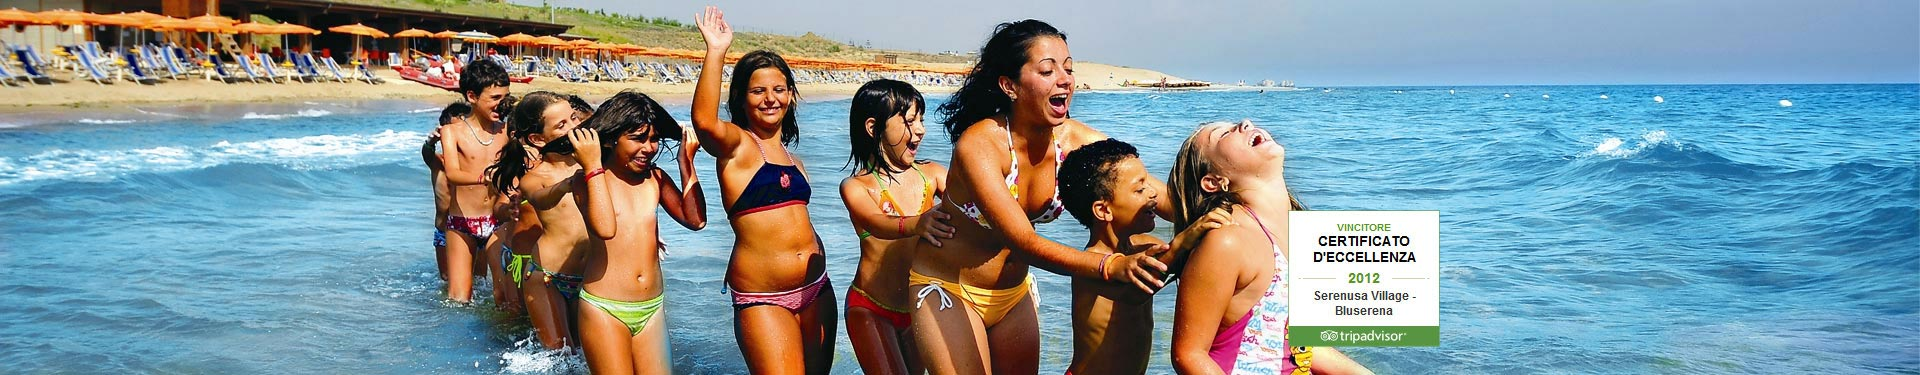 VINCITORE
CERTIFICATO
D'ECCELLENZA
2012
Serenusa Village -
Bluserena
tripadvisor